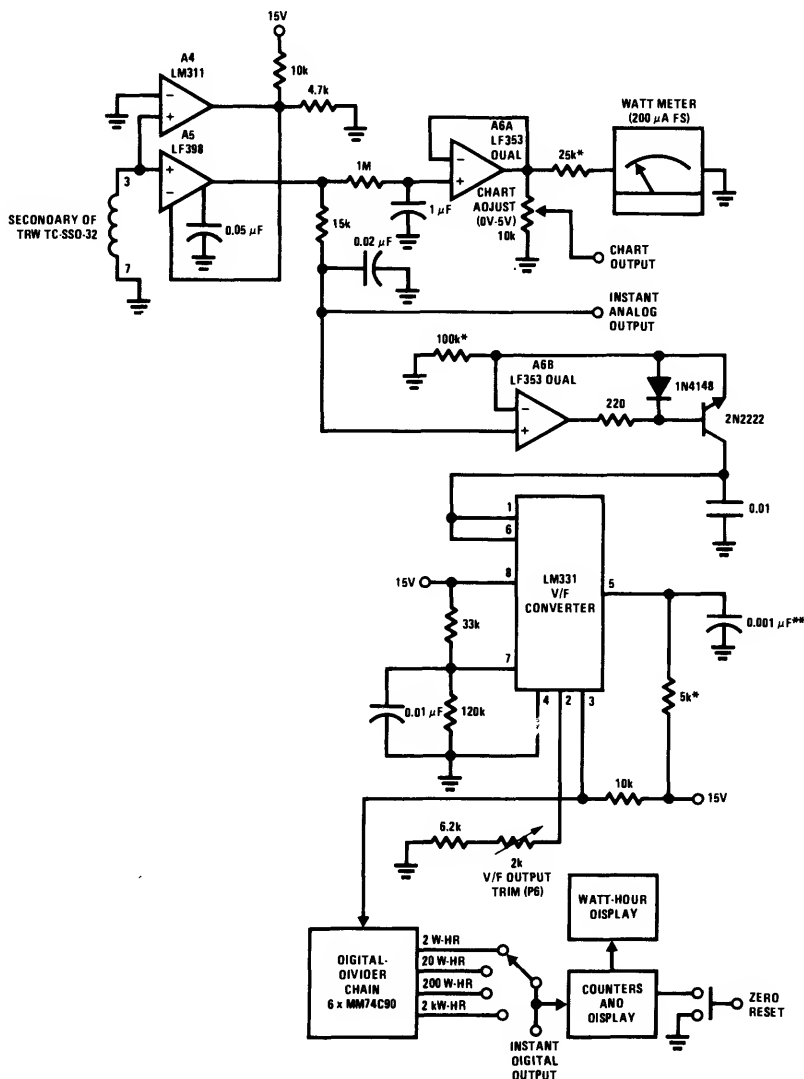 15V
A4
LM311
10k
4.7k
A5
LF398
3
7
SECONDARY OF
TRW TC-SSO-32
0.05 µF
1M
1 µF
15k
0.02 µF
A6A
LF353
DUAL
CHART
ADJUST
(0V-5V)
10k
25k*
WATT METER
(200 µA FS)
CHART
OUTPUT
INSTANT
ANALOG
OUTPUT
100k*
A6B
LF353 DUAL
220
1N4148
2N2222
0.01
1
6
8
15V
LM331
V/F
CONVERTER
5
0.001 µF**
33k
7
0.01 µF
120k
4 2 3
5k*
10k
15V
6.2k
2k
V/F OUTPUT
TRIM (P6)
DIGITAL-
DIVIDER
CHAIN
6 x MM74C90
2 W-HR
20 W-HR
200 W-HR
2 kW-HR
WATT-HOUR
DISPLAY
COUNTERS
AND
DISPLAY
ZERO
RESET
INSTANT
DIGITAL
OUTPUT